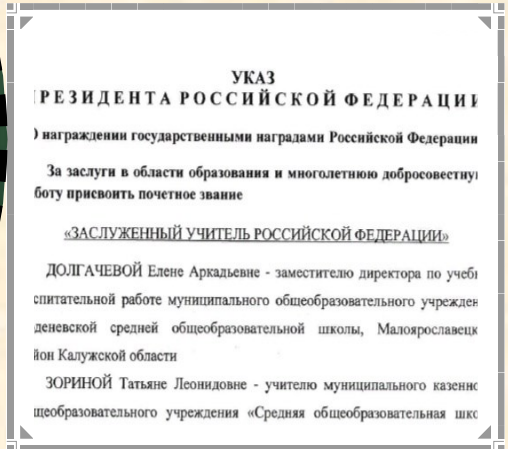 УКАЗ
РЕЗИДЕНТА РОССИЙСКОЙ ФЕДЕРАЦИИ
) награждении государственными наградами Российской Федерации
За заслуги в области образования и многолетнюю добросовестну
боту присвоить почетное звание
«ЗАСЛУЖЕННЫЙ УЧИТЕЛЬ РОССИЙСКОЙ ФЕДЕРАЦИИ»
ДОЛГАЧЕВОЙ Елене Аркадьевне - заместителю директора по учебн
спитательной работе муниципального общеобразовательного учрежден
деневской средней общеобразовательной школы, Малоярославецк
йон Калужской области
ЗОРИНОЙ Татьяне Леонидовне - учителю муниципального казенно
щеобразовательного учреждения «Средняя общеобразовательная шко